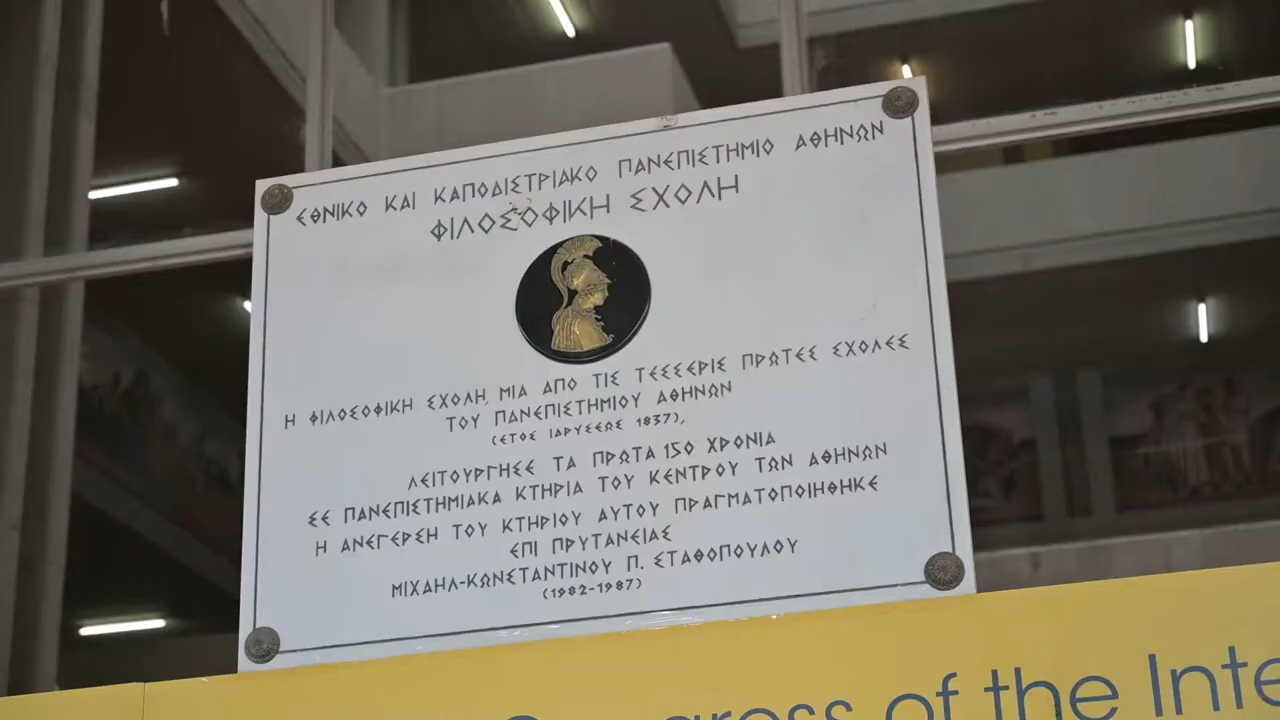 ΕΘΝΙΚΟ ΚΑΙ ΚΑΠΟΔΙΣΤΡΙΑΚΟ ΠΑΝΕΠΙΣΤΗΜΙΟ ΑΘΗΝΩΝ
ΦΙΛΟΣΟΦΙΚΗ ΣΧΟΛΗ
Η ΦΙΛΟΣΟΦΙΚΗ ΣΧΟΛΗ, ΜΙΑ ΑΠΟ ΤΙΣ ΤΕΣΣΕΡΙΣ ΠΡΩΤΕΣ ΣΧΟΛΕΣ
ΤΟΥ ΠΑΝΕΠΙΣΤΗΜΙΟΥ ΑΘΗΝΩΝ
(ΕΤΟΣ ΙΔΡΥΣΕΩΣ 1837),
ΛΕΙΤΟΥΡΓΗΣΕ ΤΑ ΠΡΩΤΑ 150 ΧΡΟΝΙΑ
ΣΕ ΠΑΝΕΠΙΣΤΗΜΙΑΚΑ ΚΤΗΡΙΑ ΤΟΥ ΚΕΝΤΡΟΥ ΤΩΝ ΑΘΗΝΩΝ
Η ΑΝΕΓΕΡΣΗ ΤΟΥ ΚΤΗΡΙΟΥ ΑΥΤΟΥ ΠΡΑΓΜΑΤΟΠΟΙΗΘΗΚΕ
ΕΠΙ ΠΡΥΤΑΝΕΙΑΣ
ΜΙΧΑΗΛ-ΚΩΝΣΤΑΝΤΙΝΟΥ Π. ΣΤΑΘΟΠΟΥΛΟΥ
(1982-1987)
of the